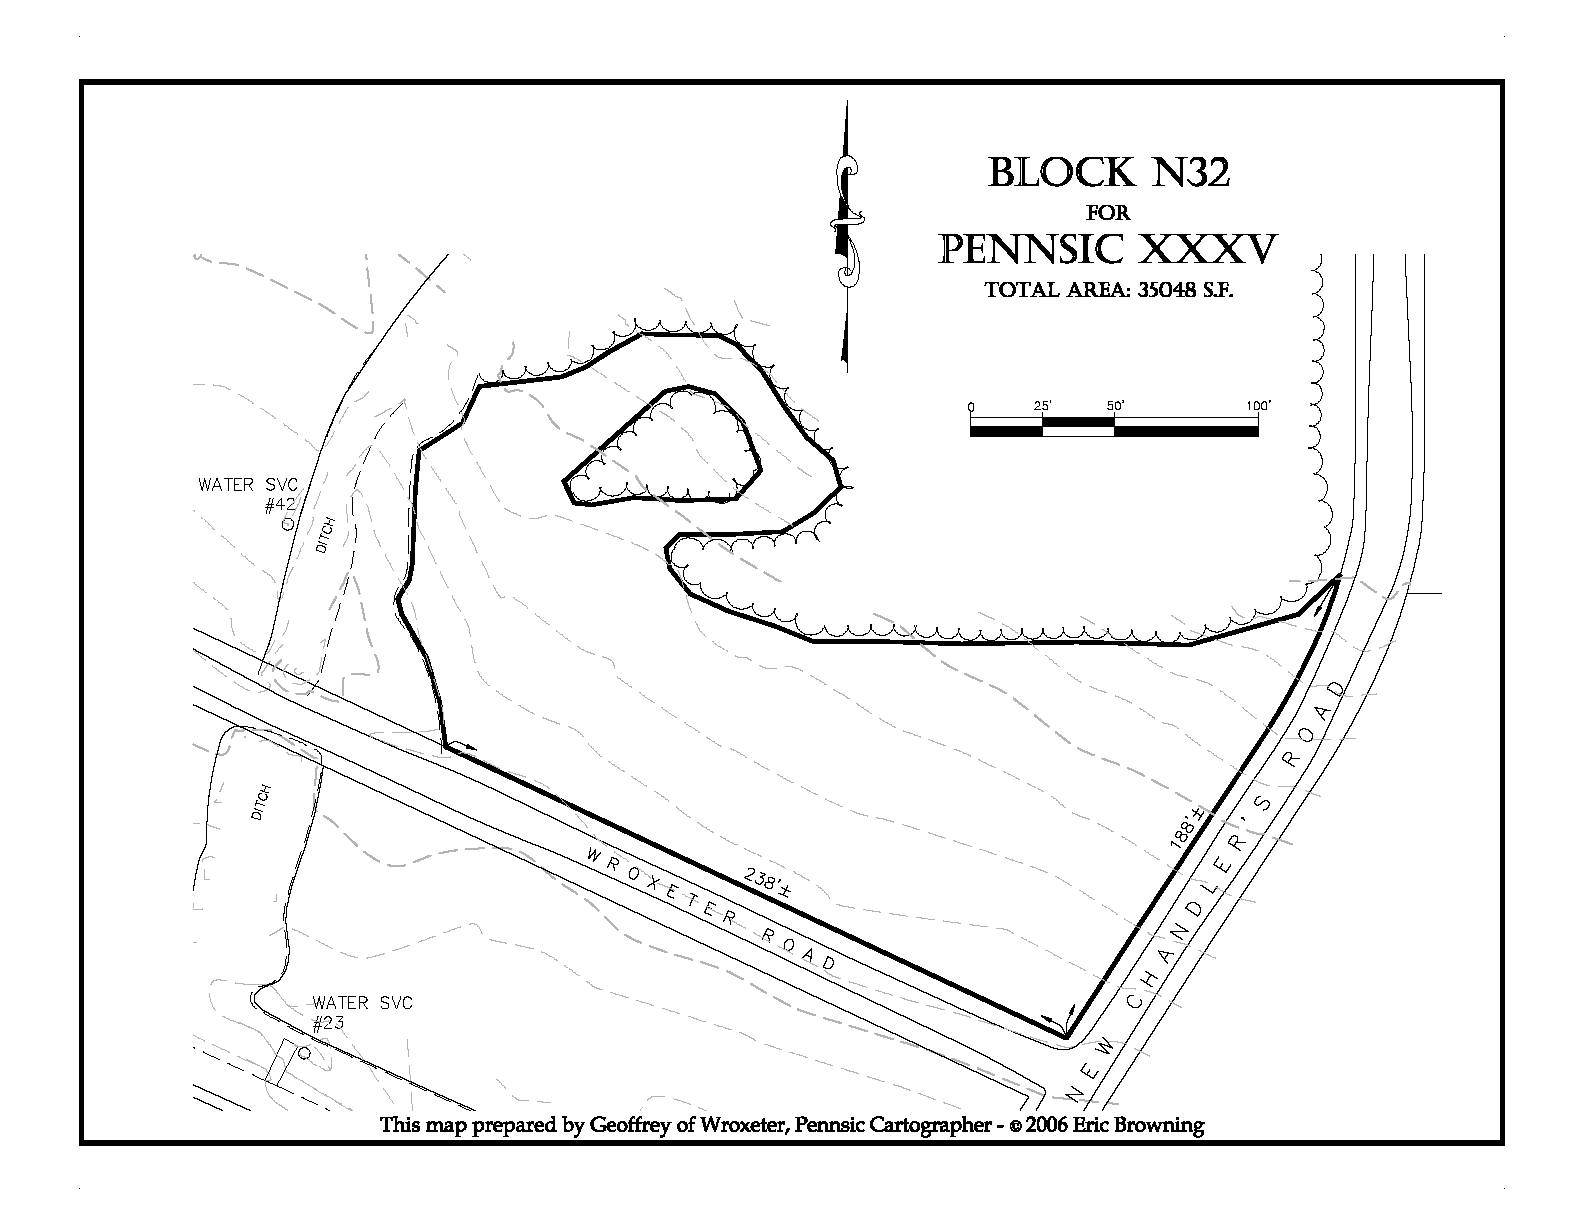 BLOCK N32
FOR
PENNSIC XXXV
TOTAL AREA: 35048 S.F.
0 25' 50' 100'
WATER SVC
#42
DITCH
DITCH
188'±
238'±
WROXETER ROAD
NEW CHANDLER'S ROAD
WATER SVC
#23
This map prepared by Geoffrey of Wroxeter, Pennsic Cartographer - © 2006 Eric Browning